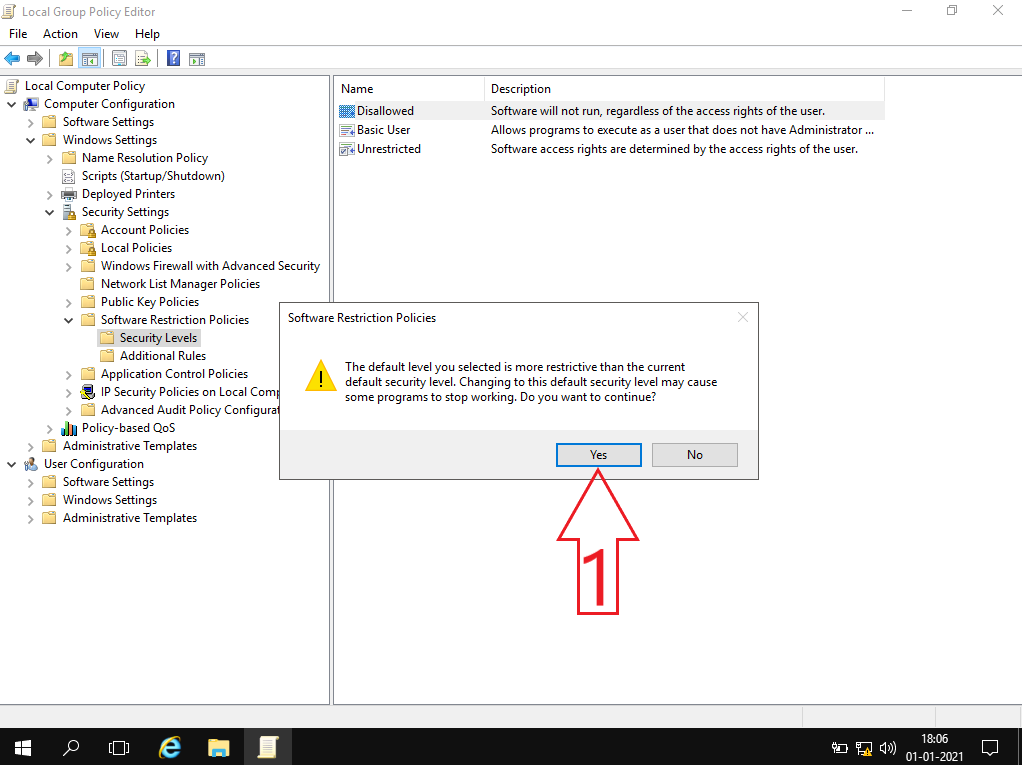 Local Group Policy Editor
File Action View Help
Local Computer Policy
Computer Configuration
Software Settings
Windows Settings
Name Resolution Policy
Scripts (Startup/Shutdown)
Deployed Printers
Security Settings
Account Policies
Local Policies
Windows Firewall with Advanced Security
Network List Manager Policies
Public Key Policies
Software Restriction Policies
Security Levels
Additional Rules
Application Control Policies
IP Security Policies on Local Comp
Advanced Audit Policy Configurat
Policy-based QoS
Administrative Templates
User Configuration
Software Settings
Windows Settings
Administrative Templates
Name Description
Disallowed Software will not run, regardless of the access rights of the user.
Basic User Allows programs to execute as a user that does not have Administrator ...
Unrestricted Software access rights are determined by the access rights of the user.
Software Restriction Policies
The default level you selected is more restrictive than the current
default security level. Changing to this default security level may cause
some programs to stop working. Do you want to continue?
Yes No
1
18:06
01-01-2021